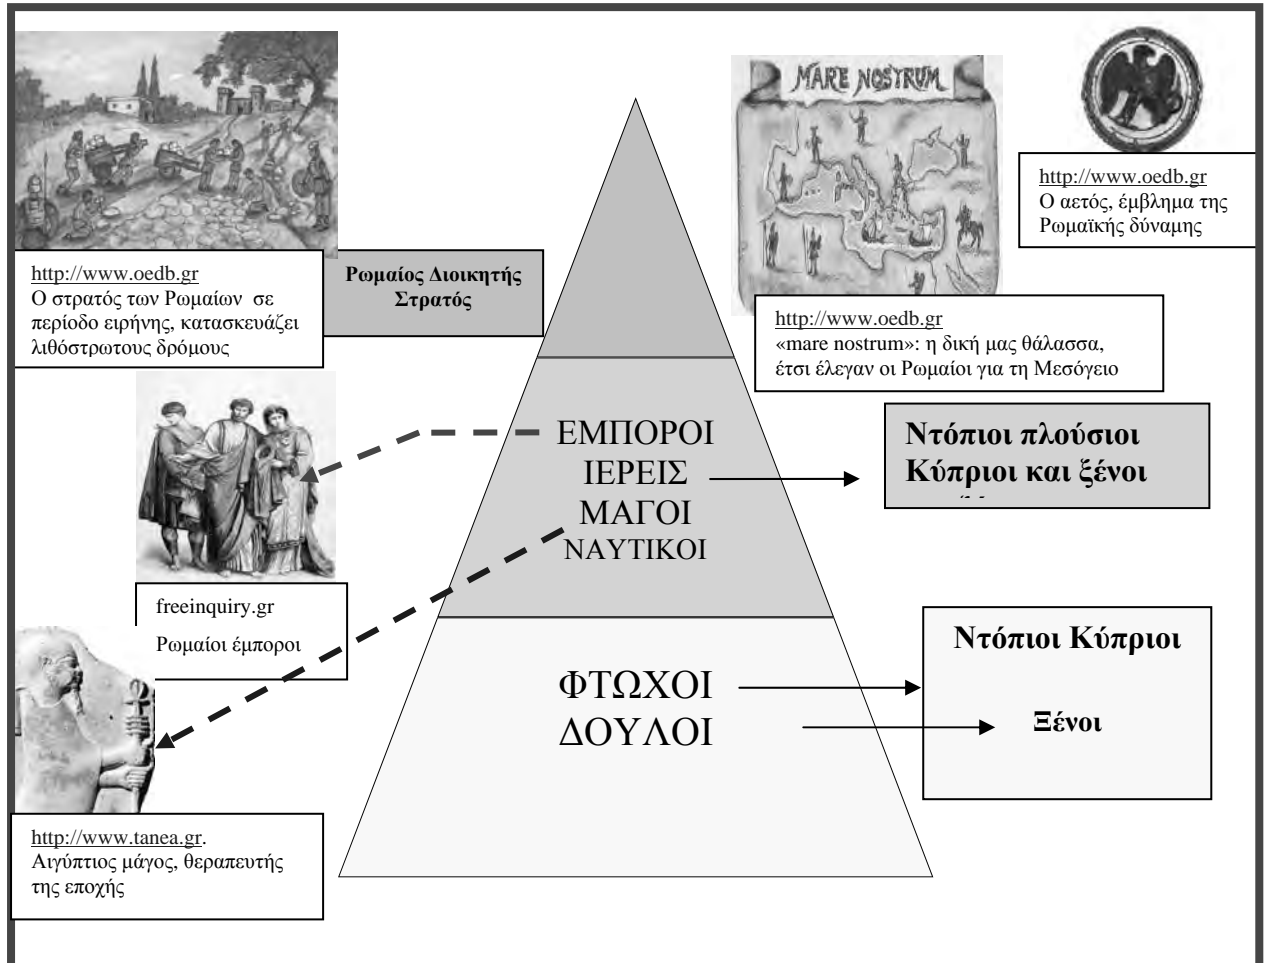 MARE NOSTRUM
http://www.oedb.gr
Ο αετός, έμβλημα της
Ρωμαϊκής δύναμης
http://www.oedb.gr
Ο στρατός των Ρωμαίων σε
περίοδο ειρήνης, κατασκευάζει
λιθόστρωτους δρόμους
Ρωμαίος Διοικητής
Στρατός
http://www.oedb.gr
«mare nostrum»: η δική μας θάλασσα,
έτσι έλεγαν οι Ρωμαίοι για τη Μεσόγειο
ΕΜΠΟΡΟΙ
ΙΕΡΕΙΣ
ΜΑΓΟΙ
ΝΑΥΤΙΚΟΙ
Ντόπιοι πλούσιοι
Κύπριοι και ξένοι
freeinquiry.gr
Ρωμαίοι έμποροι
ΦΤΩΧΟΙ
ΔΟΥΛΟΙ
Ντόπιοι Κύπριοι
Ξένοι
http://www.tanea.gr.
Αιγύπτιος μάγος, θεραπευτής
της εποχής